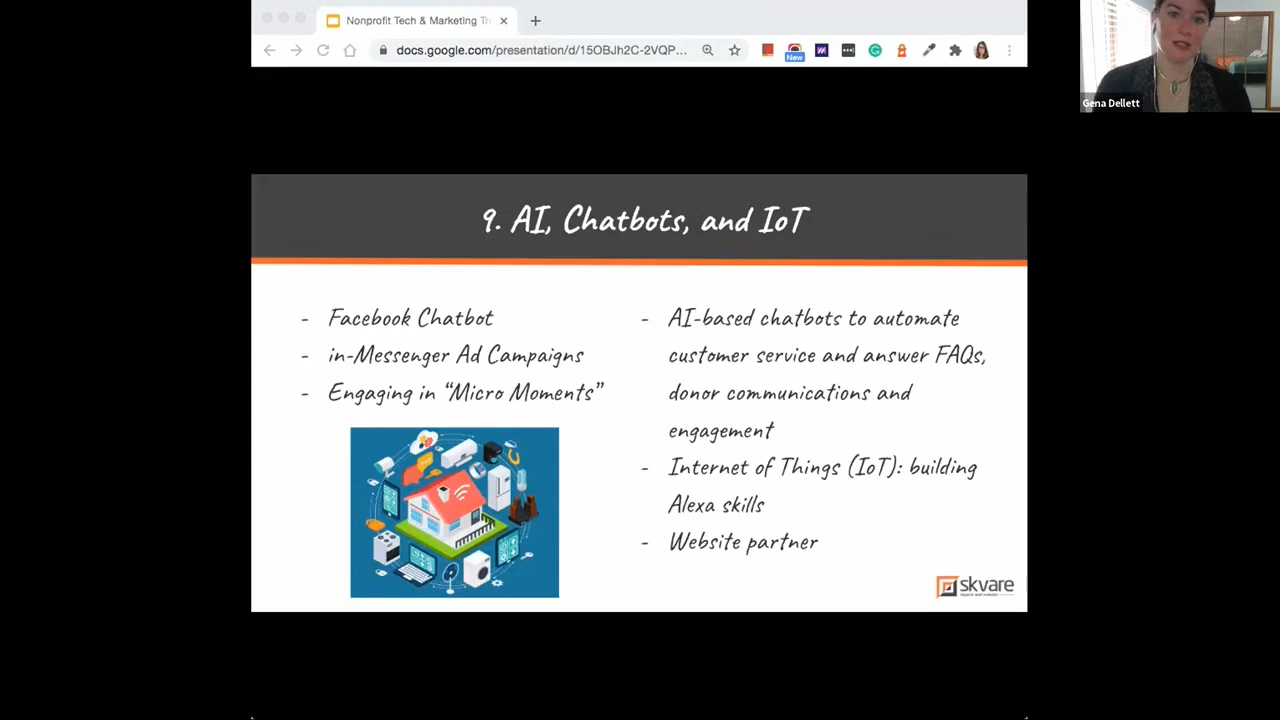 Nonprofit Tech & Marketing Tr
docs.google.com/presentation/d/15OBJh2C-2VQP...
New
Gena Dellett
9. AI, Chatbots, and IoT
- Facebook Chatbot
- in-Messenger Ad Campaigns
- Engaging in “Micro Moments”
- AI-based chatbots to automate
customer service and answer FAQs,
donor communications and
engagement
- Internet of Things (IoT): building
Alexa skills
- Website partner
skvare